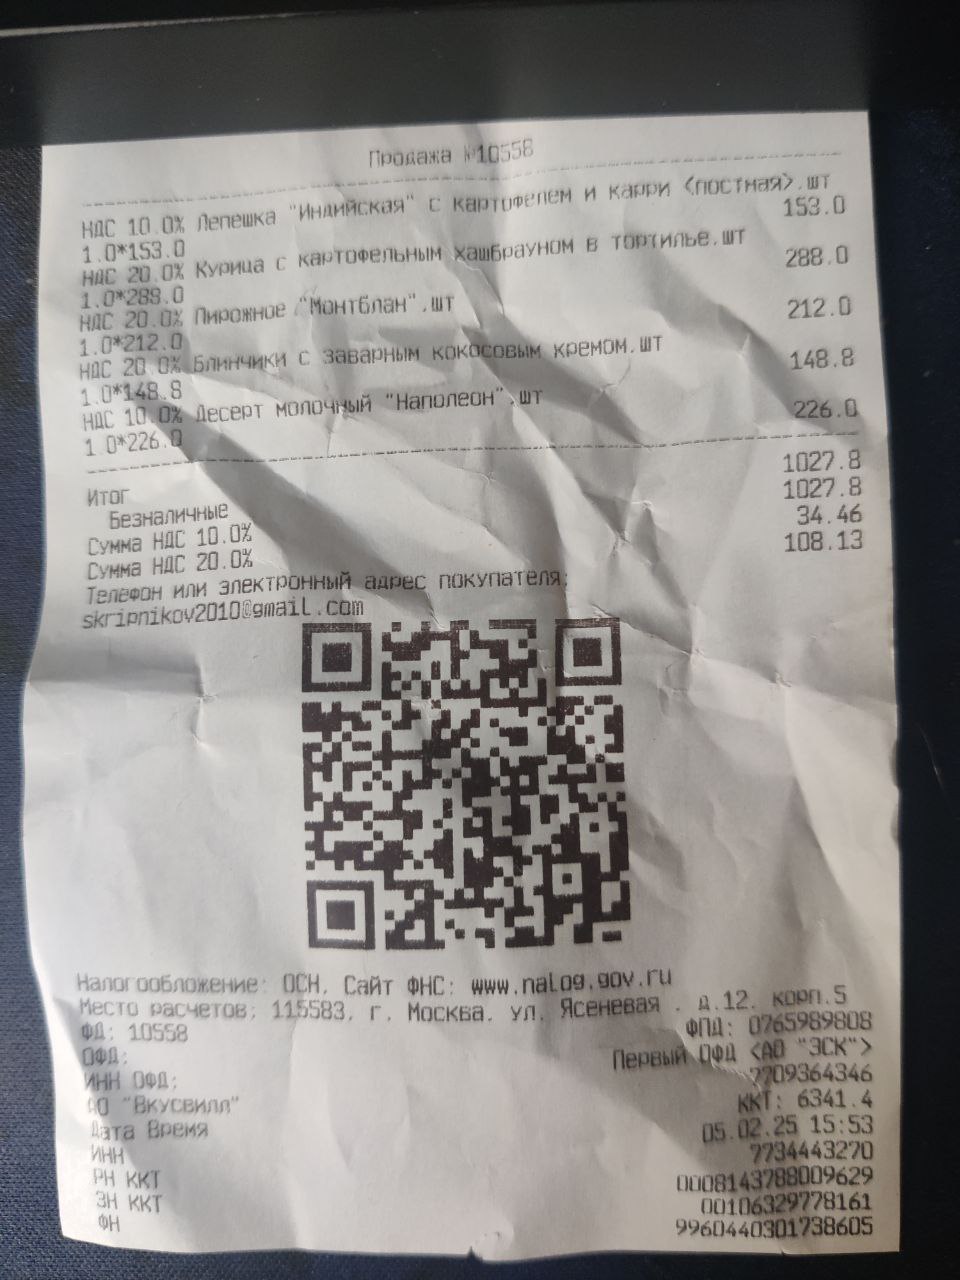 Продажа №10558
НДС 10.0% Лепешка "Индийская" с картофелем и карри <постная>.шт
1.0*153.0 153.0
НДС 20.0% Курица с картофельным хашбрауном в тортилье.шт
1.0*288.0 288.0
НДС 20.0% Пирожное "Монтблан".шт
1.0*212.0 212.0
НДС 20.0% Блинчики с заварным кокосовым кремом.шт
1.0*148.8 148.8
НДС 10.0% Десерт молочный "Наполеон".шт
1.0*226.0 226.0
Итог 1027.8
Безналичные 1027.8
Сумма НДС 10.0% 34.46
Сумма НДС 20.0% 108.13
Телефон или электронный адрес покупателя:
skripnikov2010@gmail.com
Налогообложение: ОСН, Сайт ФНС: www.nalog.gov.ru
Место расчетов: 115583, г. Москва. ул. Ясеневая . д.12. корп.5
ФД: 10558 ФПД: 0765989808
ОФД: Первый ОФД <АО "ЭСК">
ИНН ОФД: 7709364346
АО "Вкусвилл" ККТ: 6341.4
Дата Время 05.02.25 15:53
ИНН 7734443270
РН ККТ 0008143788009629
ЗН ККТ 00106329778161
ФН 9960440301738605